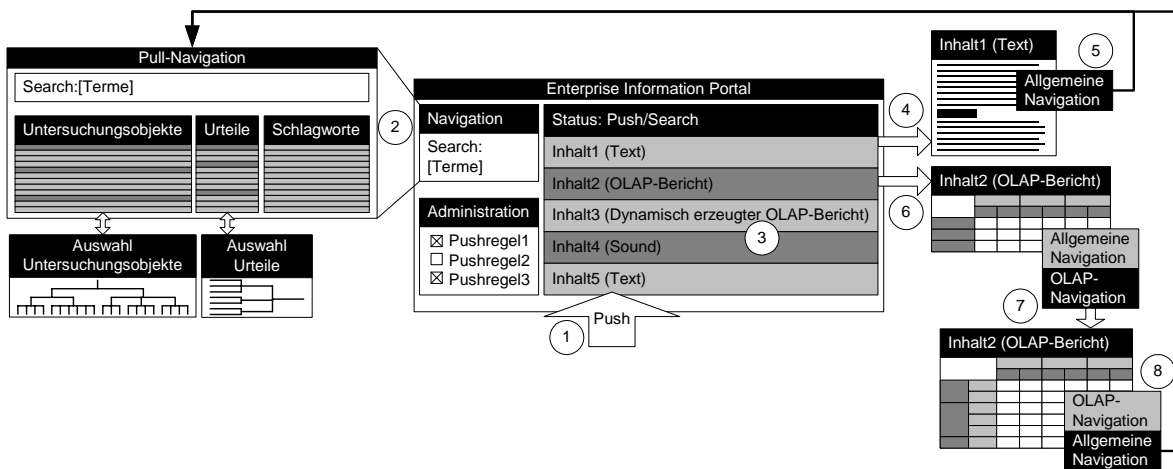 Pull-Navigation
Search:[Terme]
Untersuchungsobjekte
Urteile
Schlagworte
2
Auswahl
Untersuchungsobjekte
Auswahl
Urteile
Enterprise Information Portal
Navigation
Search:
[Terme]
Administration
Pushregel1
Pushregel2
Pushregel3
Status: Push/Search
Inhalt1 (Text)
Inhalt2 (OLAP-Bericht)
Inhalt3 (Dynamisch erzeugter OLAP-Bericht)
3
Inhalt4 (Sound)
Inhalt5 (Text)
1
Push
4
Inhalt1 (Text)
5
Allgemeine
Navigation
6
Inhalt2 (OLAP-Bericht)
Allgemeine
Navigation
OLAP-
Navigation
7
Inhalt2 (OLAP-Bericht)
8
OLAP-
Navigation
Allgemeine
Navigation